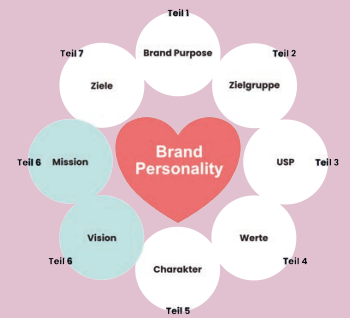 Teil 1
Brand Purpose
Teil 2
Zielgruppe
Teil 3
USP
Teil 4
Werte
Teil 5
Charakter
Teil 6
Vision
Teil 6
Mission
Teil 7
Ziele
Brand
Personality